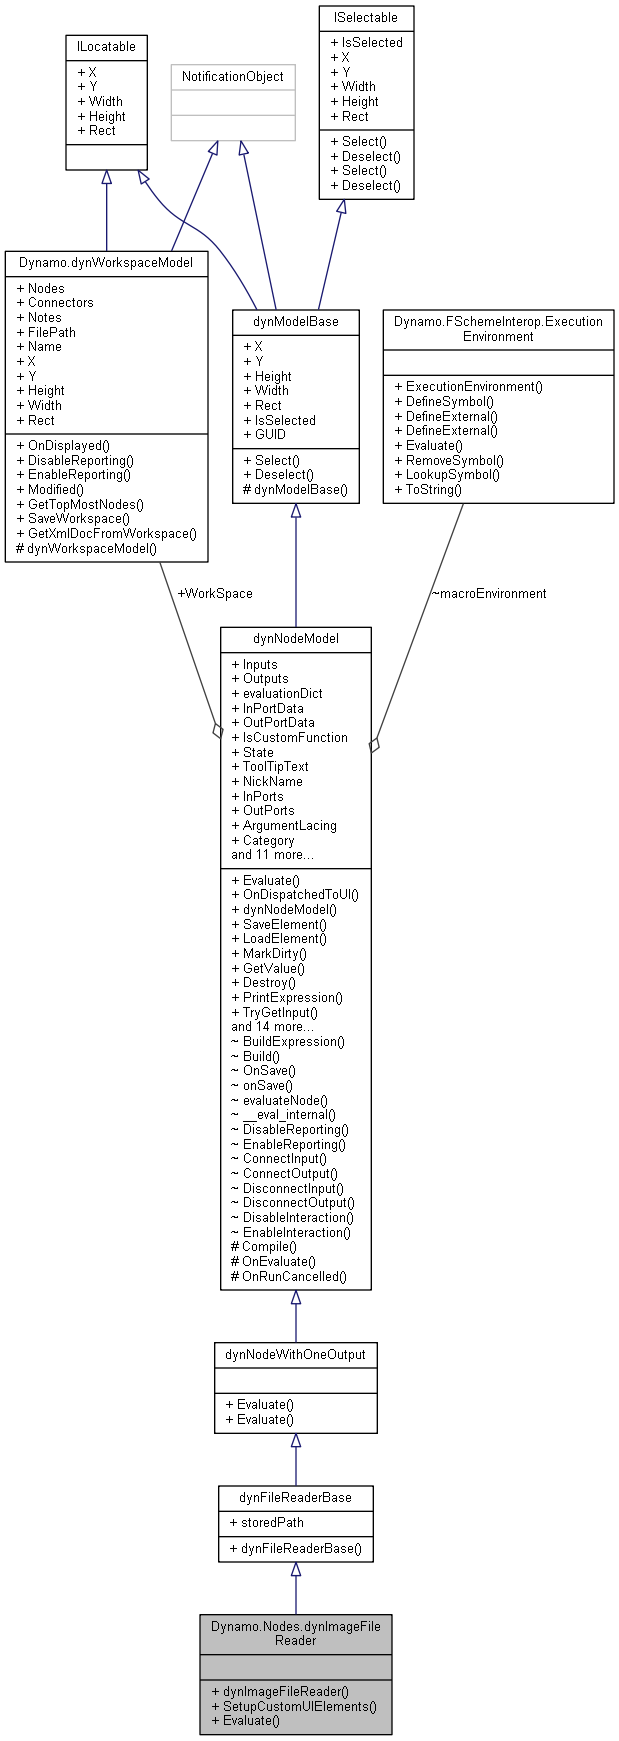 ILocatable
+ X
+ Y
+ Width
+ Height
+ Rect
NotificationObject
ISelectable
+ IsSelected
+ X
+ Y
+ Width
+ Height
+ Rect
+ Select()
+ Deselect()
+ Select()
+ Deselect()
Dynamo.dynWorkspaceModel
+ Nodes
+ Connectors
+ Notes
+ FilePath
+ Name
+ X
+ Y
+ Height
+ Width
+ Rect
+ OnDisplayed()
+ DisableReporting()
+ EnableReporting()
+ Modified()
+ GetTopMostNodes()
+ SaveWorkspace()
+ GetXmlDocFromWorkspace()
# dynWorkspaceModel()
dynModelBase
+ X
+ Y
+ Height
+ Width
+ Rect
+ IsSelected
+ GUID
+ Select()
+ Deselect()
# dynModelBase()
Dynamo.FSchemeInterop.Execution
Environment
+ ExecutionEnvironment()
+ DefineSymbol()
+ DefineExternal()
+ DefineExternal()
+ Evaluate()
+ RemoveSymbol()
+ LookupSymbol()
+ ToString()
+WorkSpace
~macroEnvironment
dynNodeModel
+ Inputs
+ Outputs
+ evaluationDict
+ InPortData
+ OutPortData
+ IsCustomFunction
+ State
+ ToolTipText
+ NickName
+ InPorts
+ OutPorts
+ ArgumentLacing
+ Category
and 11 more...
+ Evaluate()
+ OnDispatchedToUI()
+ dynNodeModel()
+ SaveElement()
+ LoadElement()
+ MarkDirty()
+ GetValue()
+ Destroy()
+ PrintExpression()
+ TryGetInput()
and 14 more...
~ BuildExpression()
~ Build()
~ OnSave()
~ onSave()
~ evaluateNode()
~ __eval_internal()
~ DisableReporting()
~ EnableReporting()
~ ConnectInput()
~ ConnectOutput()
~ DisconnectInput()
~ DisconnectOutput()
~ DisableInteraction()
~ EnableInteraction()
# Compile()
# OnEvaluate()
# OnRunCancelled()
dynNodeWithOneOutput
+ Evaluate()
+ Evaluate()
dynFileReaderBase
+ storedPath
+ dynFileReaderBase()
Dynamo.Nodes.dynImageFile
Reader
+ dynImageFileReader()
+ SetupCustomUIElements()
+ Evaluate()